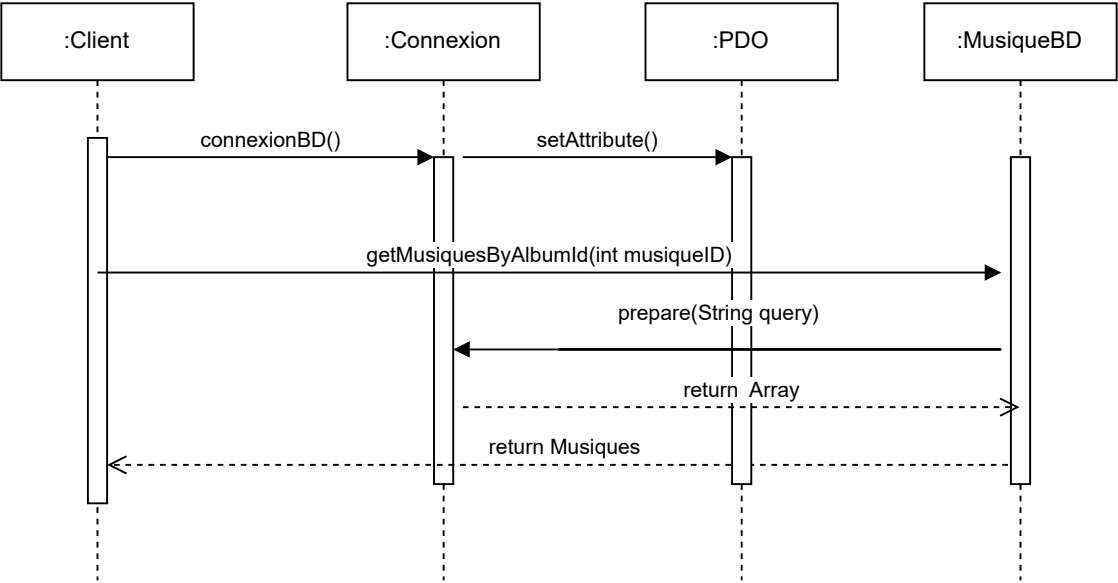 :Client
:Connexion
:PDO
:MusiqueBD
connexionBD()
setAttribute()
getMusiquesByAlbumId(int musiqueID)
prepare(String query)
return Array
return Musiques